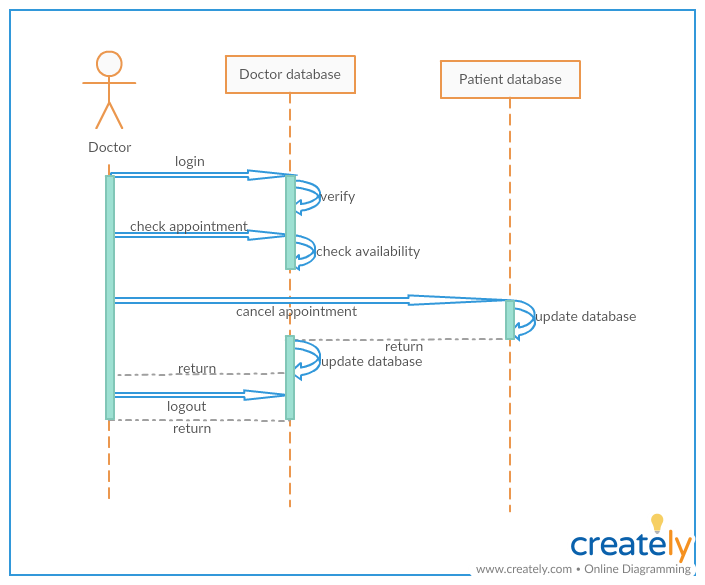 Doctor database
Patient database
Doctor
login
verify
check appointment
check availability
cancel appointment
update database
return
update database
return
logout
return
creately
www.creately.com • Online Diagramming